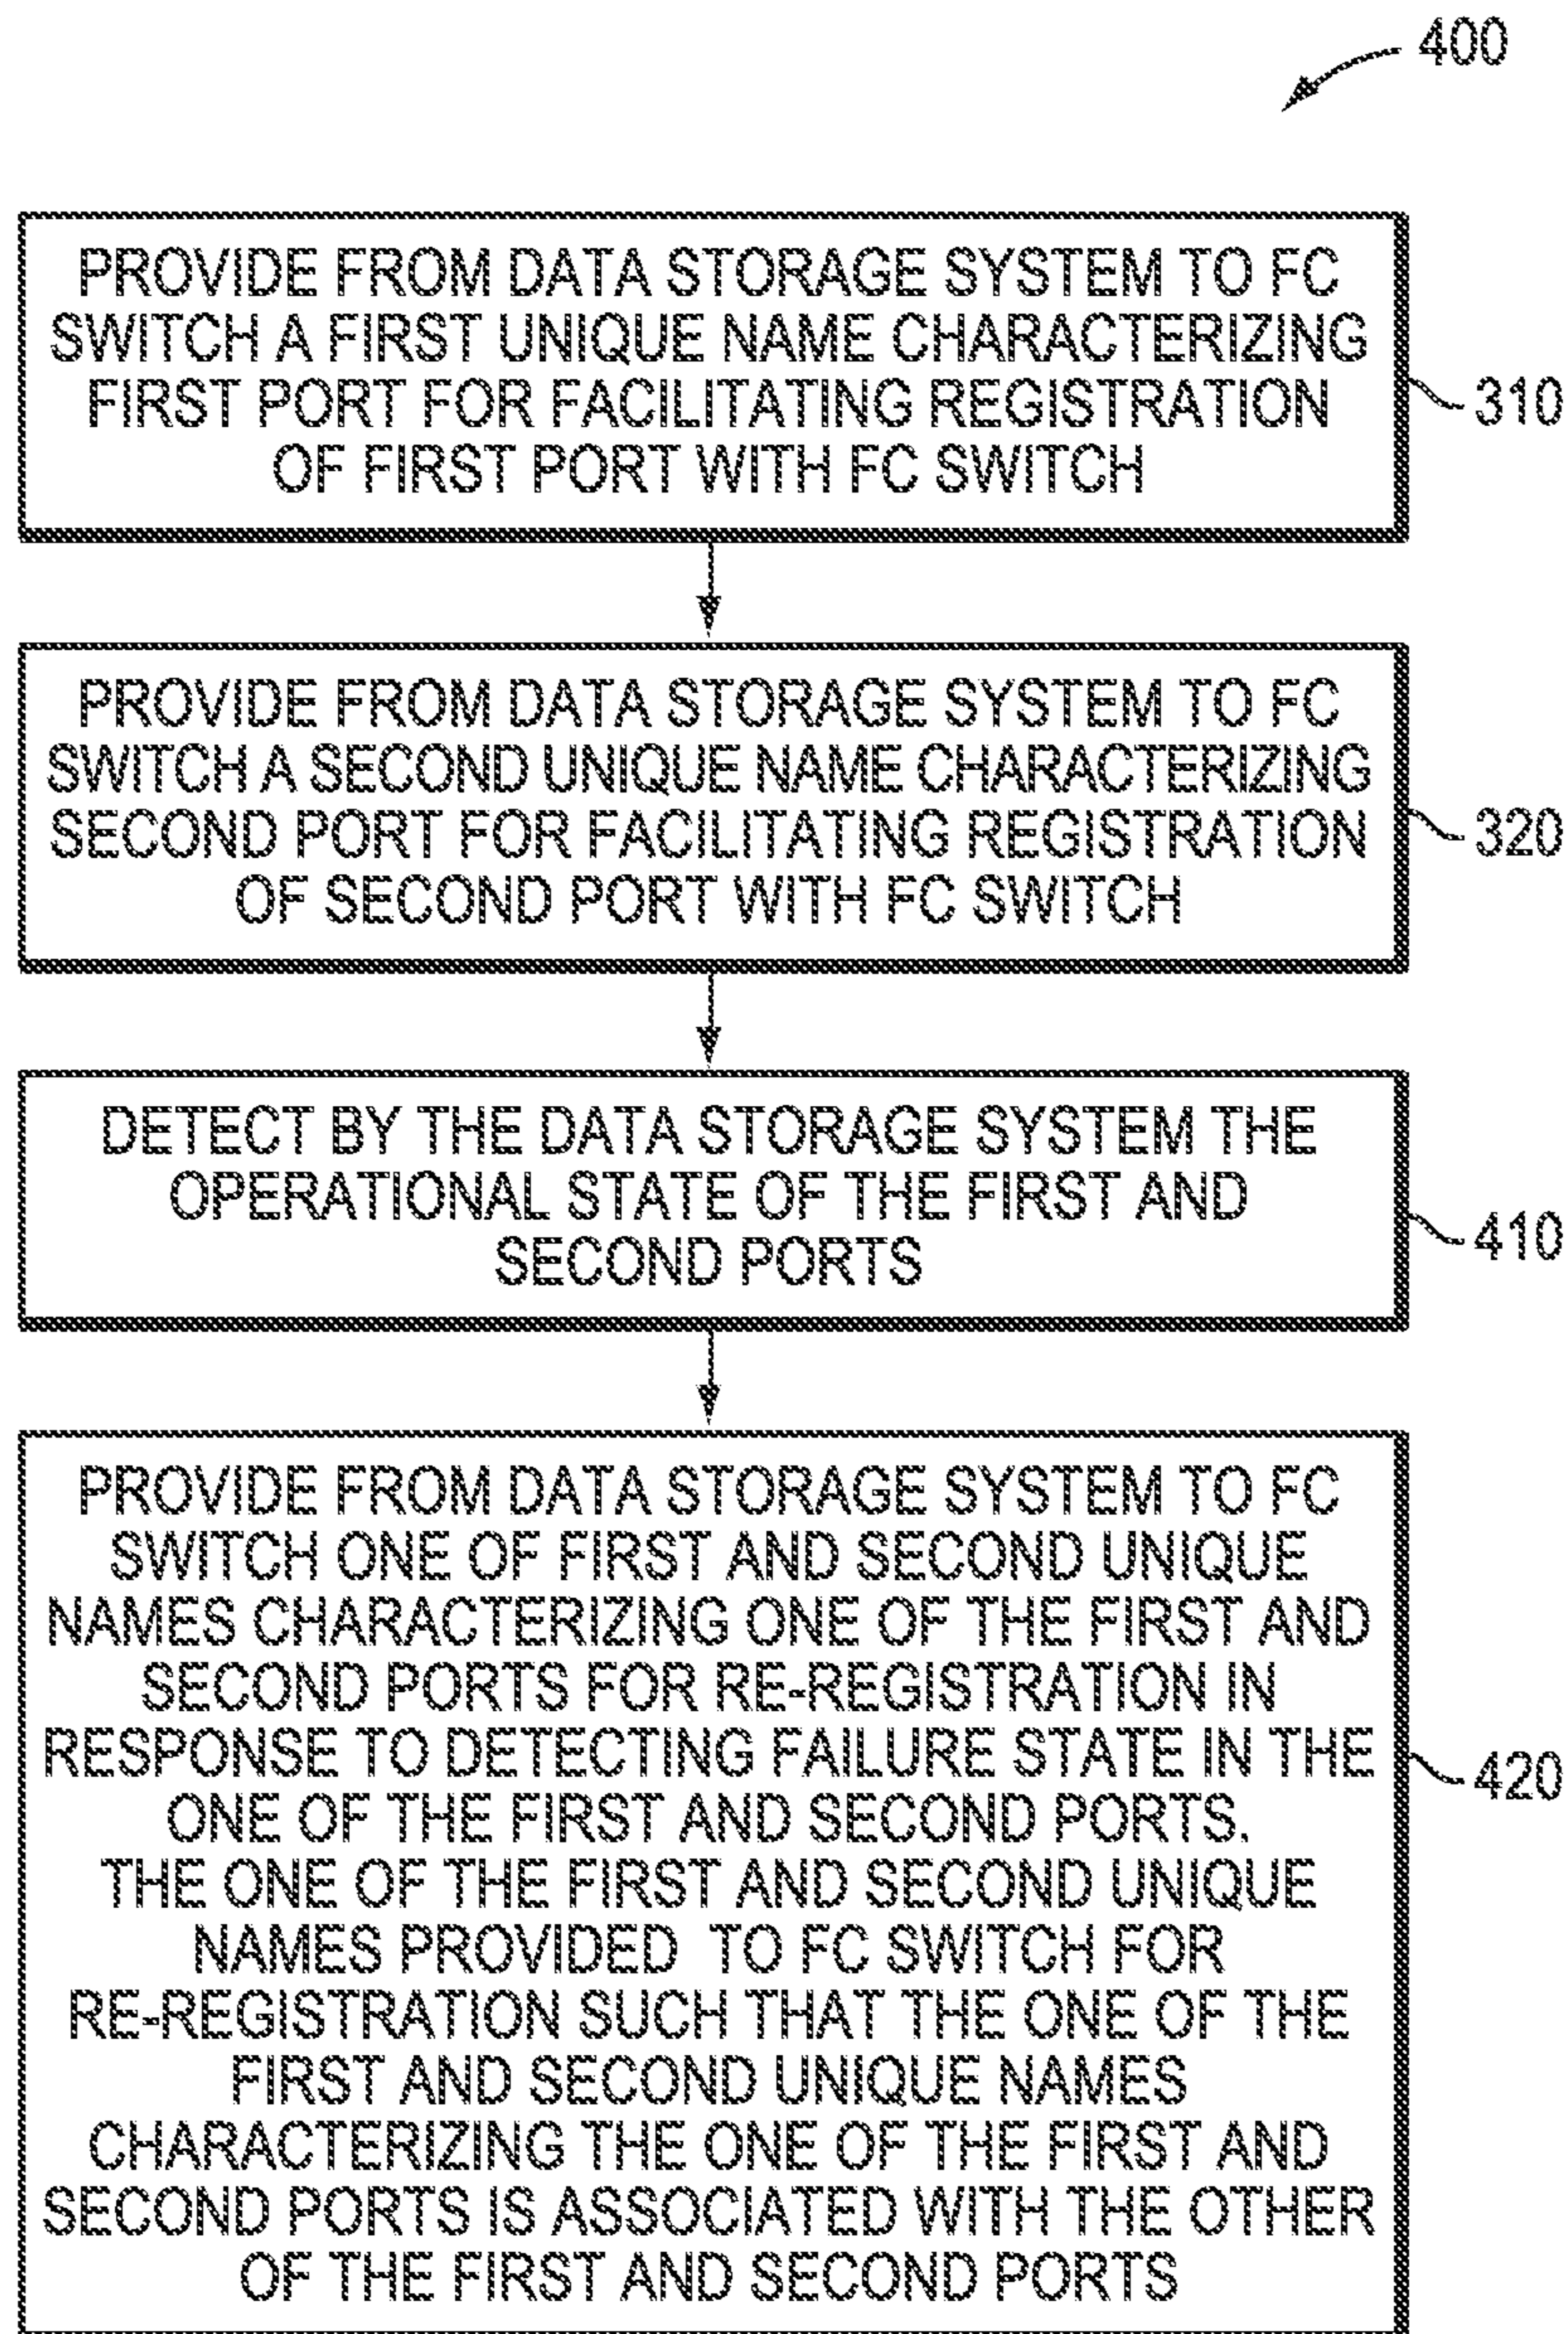 400
PROVIDE FROM DATA STORAGE SYSTEM TO FC
SWITCH A FIRST UNIQUE NAME CHARACTERIZING
FIRST PORT FOR FACILITATING REGISTRATION
OF FIRST PORT WITH FC SWITCH
310
PROVIDE FROM DATA STORAGE SYSTEM TO FC
SWITCH A SECOND UNIQUE NAME CHARACTERIZING
SECOND PORT FOR FACILITATING REGISTRATION
OF SECOND PORT WITH FC SWITCH
320
DETECT BY THE DATA STORAGE SYSTEM THE
OPERATIONAL STATE OF THE FIRST AND
SECOND PORTS
410
PROVIDE FROM DATA STORAGE SYSTEM TO FC
SWITCH ONE OF FIRST AND SECOND UNIQUE
NAMES CHARACTERIZING ONE OF THE FIRST AND
SECOND PORTS FOR RE-REGISTRATION IN
RESPONSE TO DETECTING FAILURE STATE IN THE
ONE OF THE FIRST AND SECOND PORTS.
THE ONE OF THE FIRST AND SECOND UNIQUE
NAMES PROVIDED TO FC SWITCH FOR
RE-REGISTRATION SUCH THAT THE ONE OF THE
FIRST AND SECOND UNIQUE NAMES
CHARACTERIZING THE ONE OF THE FIRST AND
SECOND PORTS IS ASSOCIATED WITH THE OTHER
OF THE FIRST AND SECOND PORTS
420